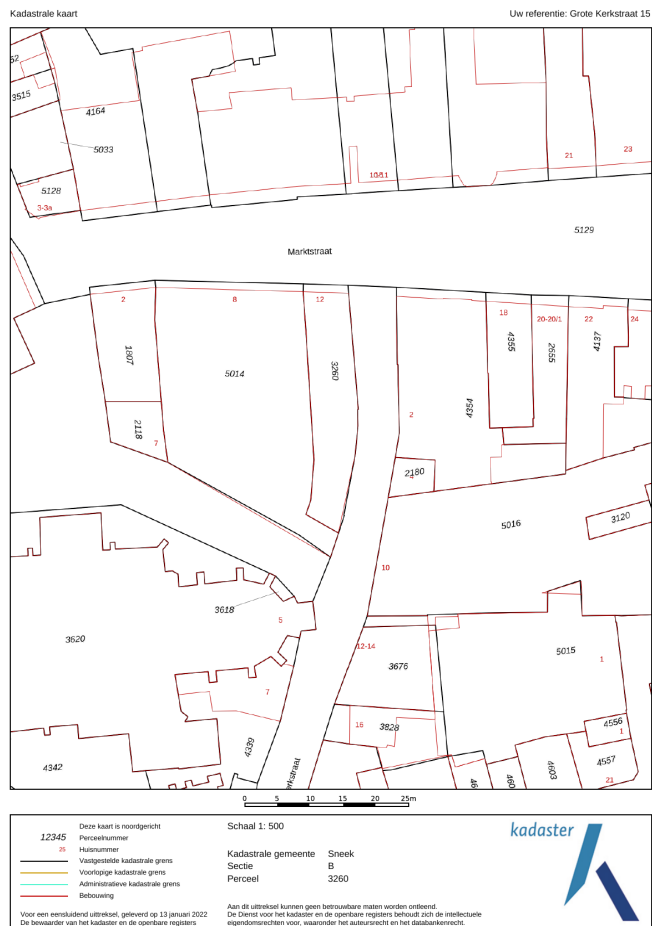 Kadastrale kaart
Uw referentie: Grote Kerkstraat 15
62
3515
4164
5033
5128
3-3a
10/11
21
23
5129
Marktstraat
2
8
12
18
20-20/1
22
24
1807
5014
3260
4355
2655
4137
2118
7
2
4354
2180
4
5016
3120
10
3618
5
3620
12-14
3676
5015
1
7
16
3828
4556
1
4339
erkstraat
4342
46
460
4603
4557
21
0 5 10 15 20 25m
Deze kaart is noordgericht
12345 Perceelnummer
25 Huisnummer
Vastgestelde kadastrale grens
Voorlopige kadastrale grens
Administratieve kadastrale grens
Bebouwing
Voor een eensluidend uittreksel, geleverd op 13 januari 2022
De bewaarder van het kadaster en de openbare registers
Schaal 1: 500
Kadastrale gemeente Sneek
Sectie B
Perceel 3260
Aan dit uittreksel kunnen geen betrouwbare maten worden ontleend.
De Dienst voor het kadaster en de openbare registers behoudt zich de intellectuele
eigendomsrechten voor, waaronder het auteursrecht en het databankenrecht.
kadaster